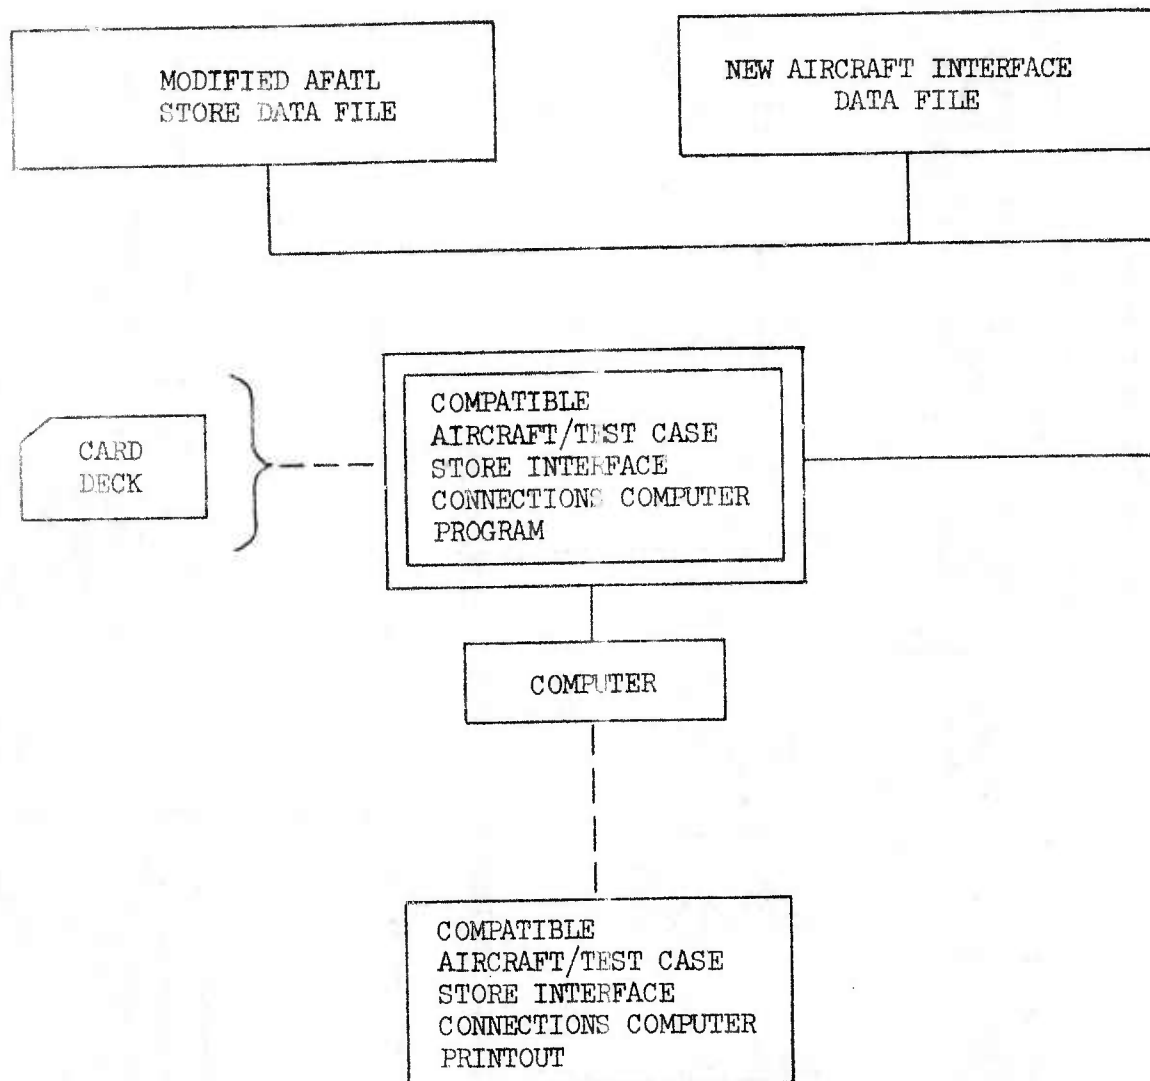 MODIFIED AFATL
STORE DATA FILE
NEW AIRCRAFT INTERFACE
DATA FILE
CARD
DECK
COMPATIBLE
AIRCRAFT/TEST CASE
STORE INTERFACE
CONNECTIONS COMPUTER
PROGRAM
COMPUTER
COMPATIBLE
AIRCRAFT/TEST CASE
STORE INTERFACE
CONNECTIONS COMPUTER
PRINTOUT